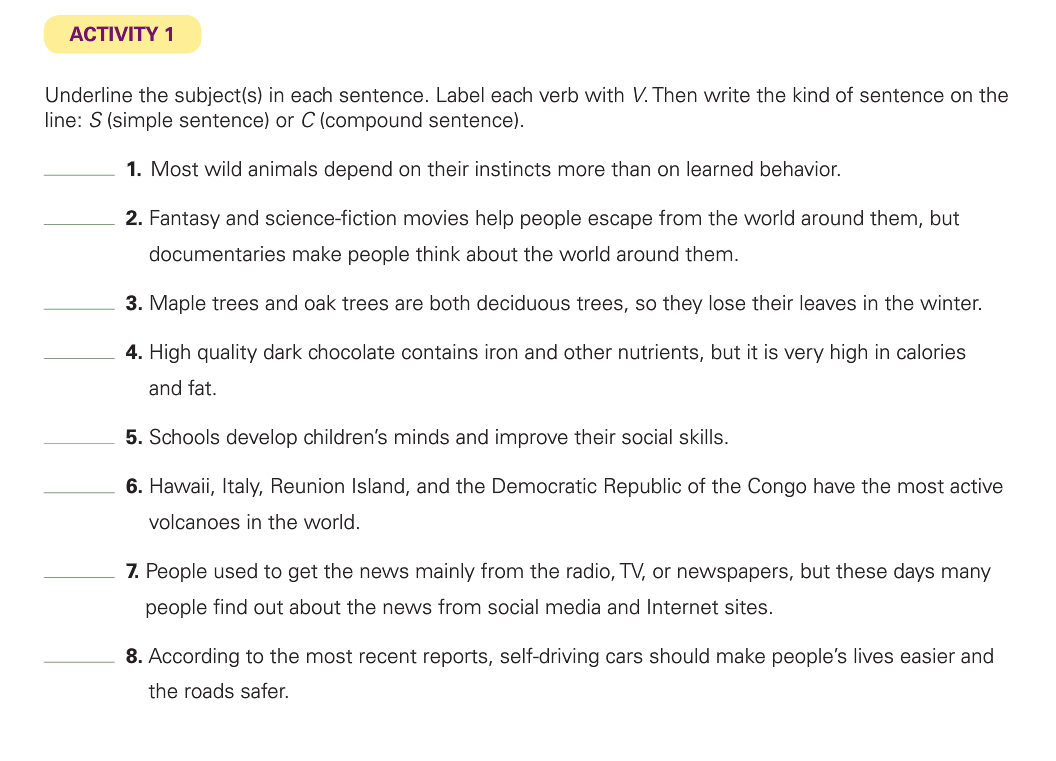 ACTIVITY 1
Underline the subject(s) in each sentence. Label each verb with V. Then write the kind of sentence on the
line: S (simple sentence) or C (compound sentence).
1. Most wild animals depend on their instincts more than on learned behavior.
2. Fantasy and science-fiction movies help people escape from the world around them, but
documentaries make people think about the world around them.
3. Maple trees and oak trees are both deciduous trees, so they lose their leaves in the winter.
4. High quality dark chocolate contains iron and other nutrients, but it is very high in calories
and fat.
5. Schools develop children’s minds and improve their social skills.
6. Hawaii, Italy, Reunion Island, and the Democratic Republic of the Congo have the most active
volcanoes in the world.
7. People used to get the news mainly from the radio, TV, or newspapers, but these days many
people find out about the news from social media and Internet sites.
8. According to the most recent reports, self-driving cars should make people’s lives easier and
the roads safer.